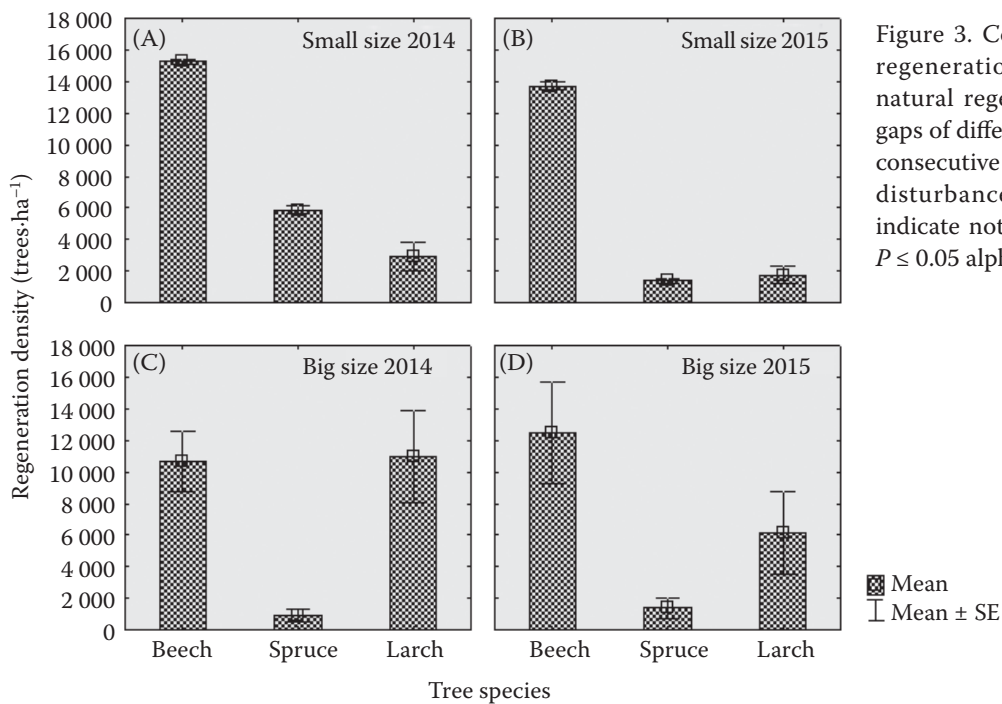 18 000
16 000
14 000
12 000
10 000
8 000
6 000
4 000
2 000
0
(A)
Small size 2014
(B)
Small size 2015
Regeneration density (trees·ha⁻¹)
18 000
16 000
14 000
12 000
10 000
8 000
6 000
4 000
2 000
0
(C)
Big size 2014
(D)
Big size 2015
Beech Spruce Larch
Beech Spruce Larch
Tree species
Mean
Mean ± SE
Figure 3.
regeneratio
natural rege
gaps of diffe
consecutive
disturbance
indicate not
P ≤ 0.05 alph